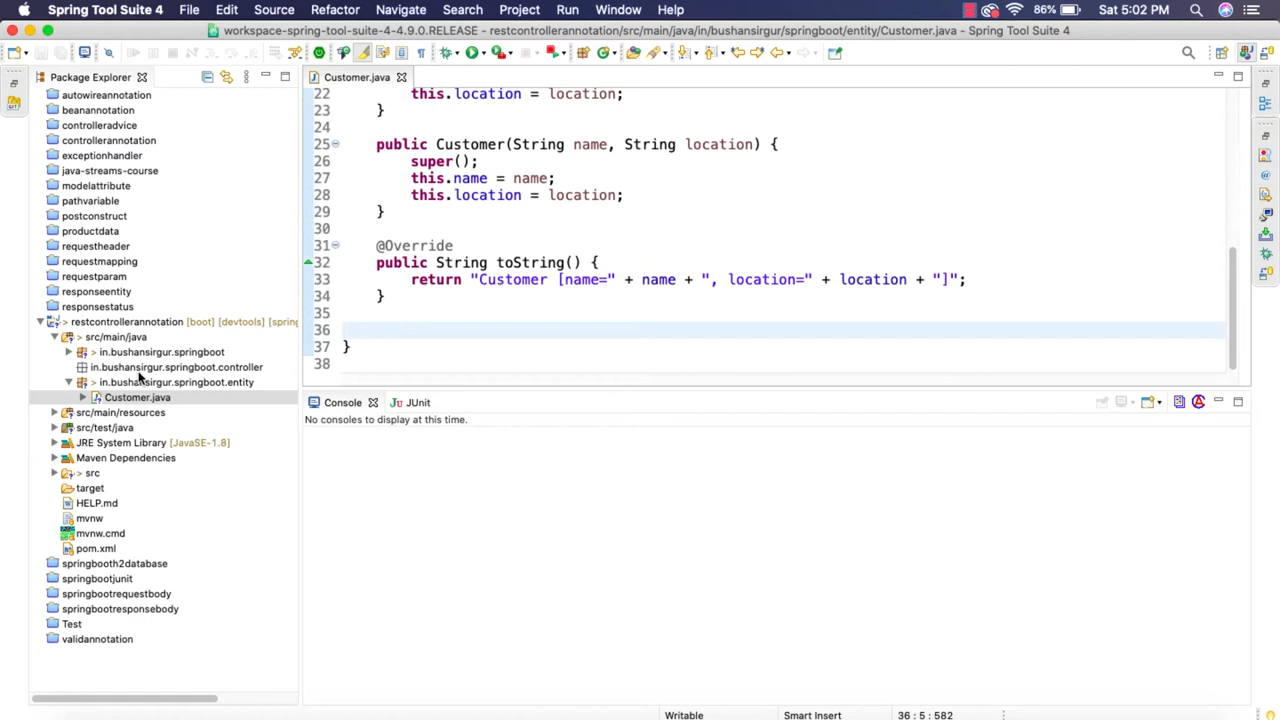 Spring Tool Suite 4 File Edit Source Refactor Navigate Search Project Run Window Help 86% Sat 5:02 PM
workspace-spring-tool-suite-4-4.9.0.RELEASE - restcontrollerannotation/src/main/java/in/bushansirgur/springboot/entity/Customer.java - Spring Tool Suite 4
Package Explorer
autowireannotation
beanannotation
controlleradvice
controllerannotation
exceptionhandler
java-streams-course
modelattribute
pathvariable
postconstruct
productdata
requestheader
requestmapping
requestparam
responseentity
responsestatus
> restcontrollerannotation [boot] [devtools] [spring
> src/main/java
> in.bushansirgur.springboot
in.bushansirgur.springboot.controller
> in.bushansirgur.springboot.entity
Customer.java
src/main/resources
src/test/java
JRE System Library [JavaSE-1.8]
Maven Dependencies
> src
target
HELP.md
mvnw
mvnw.cmd
pom.xml
springbooth2database
springbootjunit
springbootrequestbody
springbootresponsebody
Test
validannotation
Customer.java
22 this.location = location;
23 }
24
25 public Customer(String name, String location) {
26 super();
27 this.name = name;
28 this.location = location;
29 }
30
31 @Override
32 public String toString() {
33 return "Customer [name=" + name + ", location=" + location + "]";
34 }
35
36
37 }
38
Console JUnit
No consoles to display at this time.
Writable Smart Insert 36 : 5 : 582